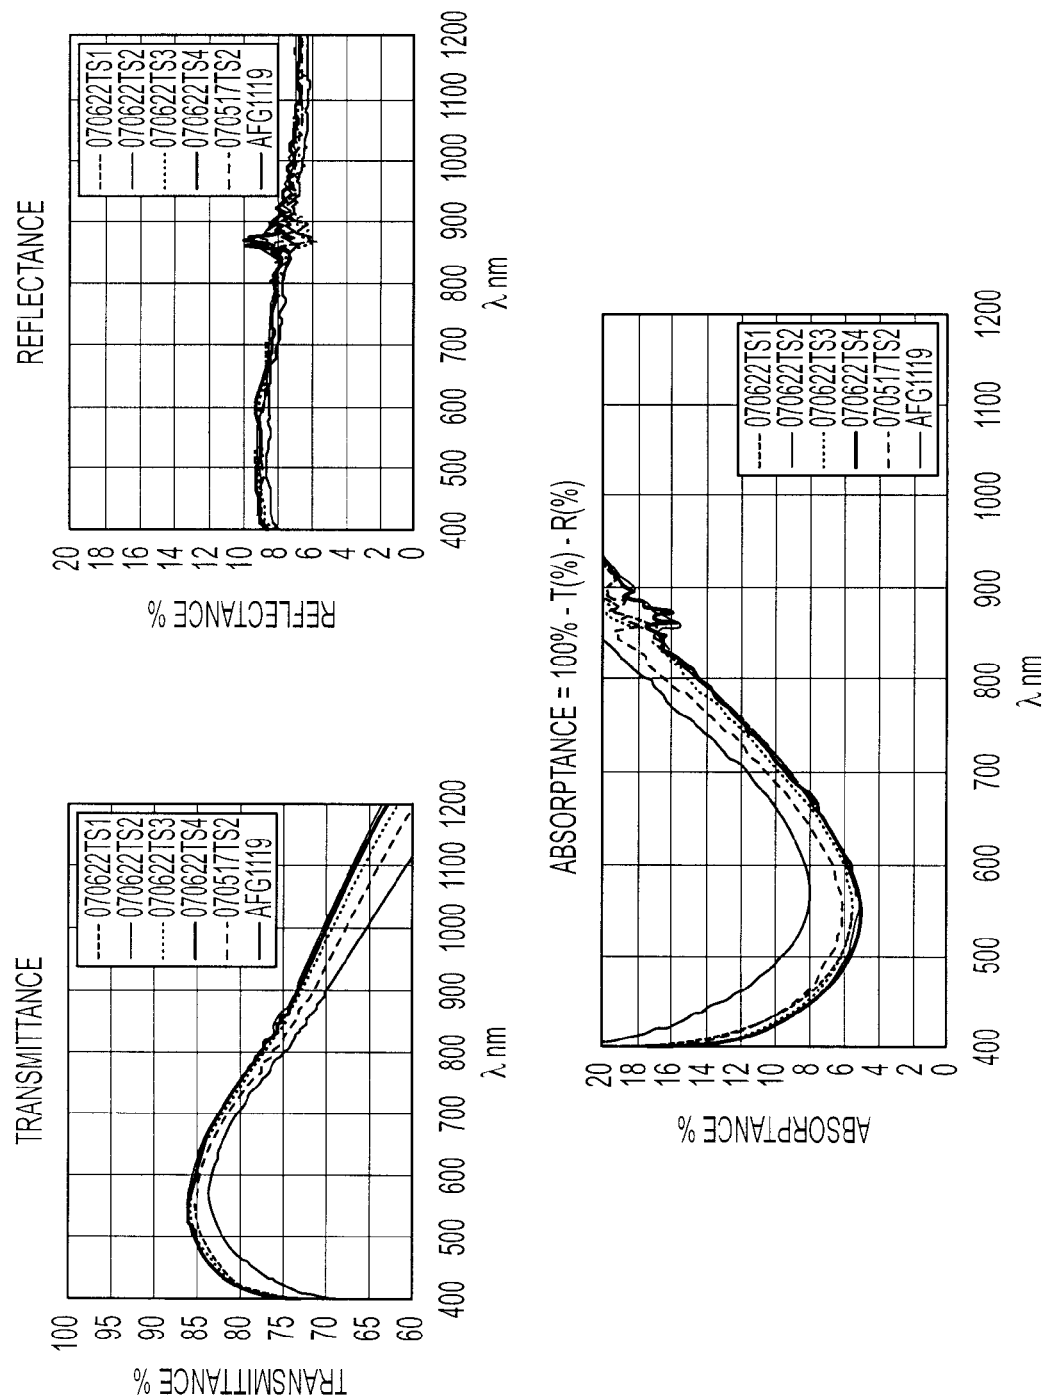 TRANSMITTANCE
TRANSMITTANCE %
100
95
90
85
80
75
70
65
60
400
500
600
700
800
900
1000
1100
1200
λ nm
070622TS1
070622TS2
070622TS3
070622TS4
070517TS2
AFG1119
REFLECTANCE
REFLECTANCE %
20
18
16
14
12
10
8
6
4
2
0
400
500
600
700
800
900
1000
1100
1200
λ nm
070622TS1
070622TS2
070622TS3
070622TS4
070517TS2
AFG1119
ABSORPTANCE = 100% - T(%) - R(%)
ABSORPTANCE %
20
18
16
14
12
10
8
6
4
2
0
400
500
600
700
800
900
1000
1100
1200
λ nm
070622TS1
070622TS2
070622TS3
070622TS4
070517TS2
AFG1119